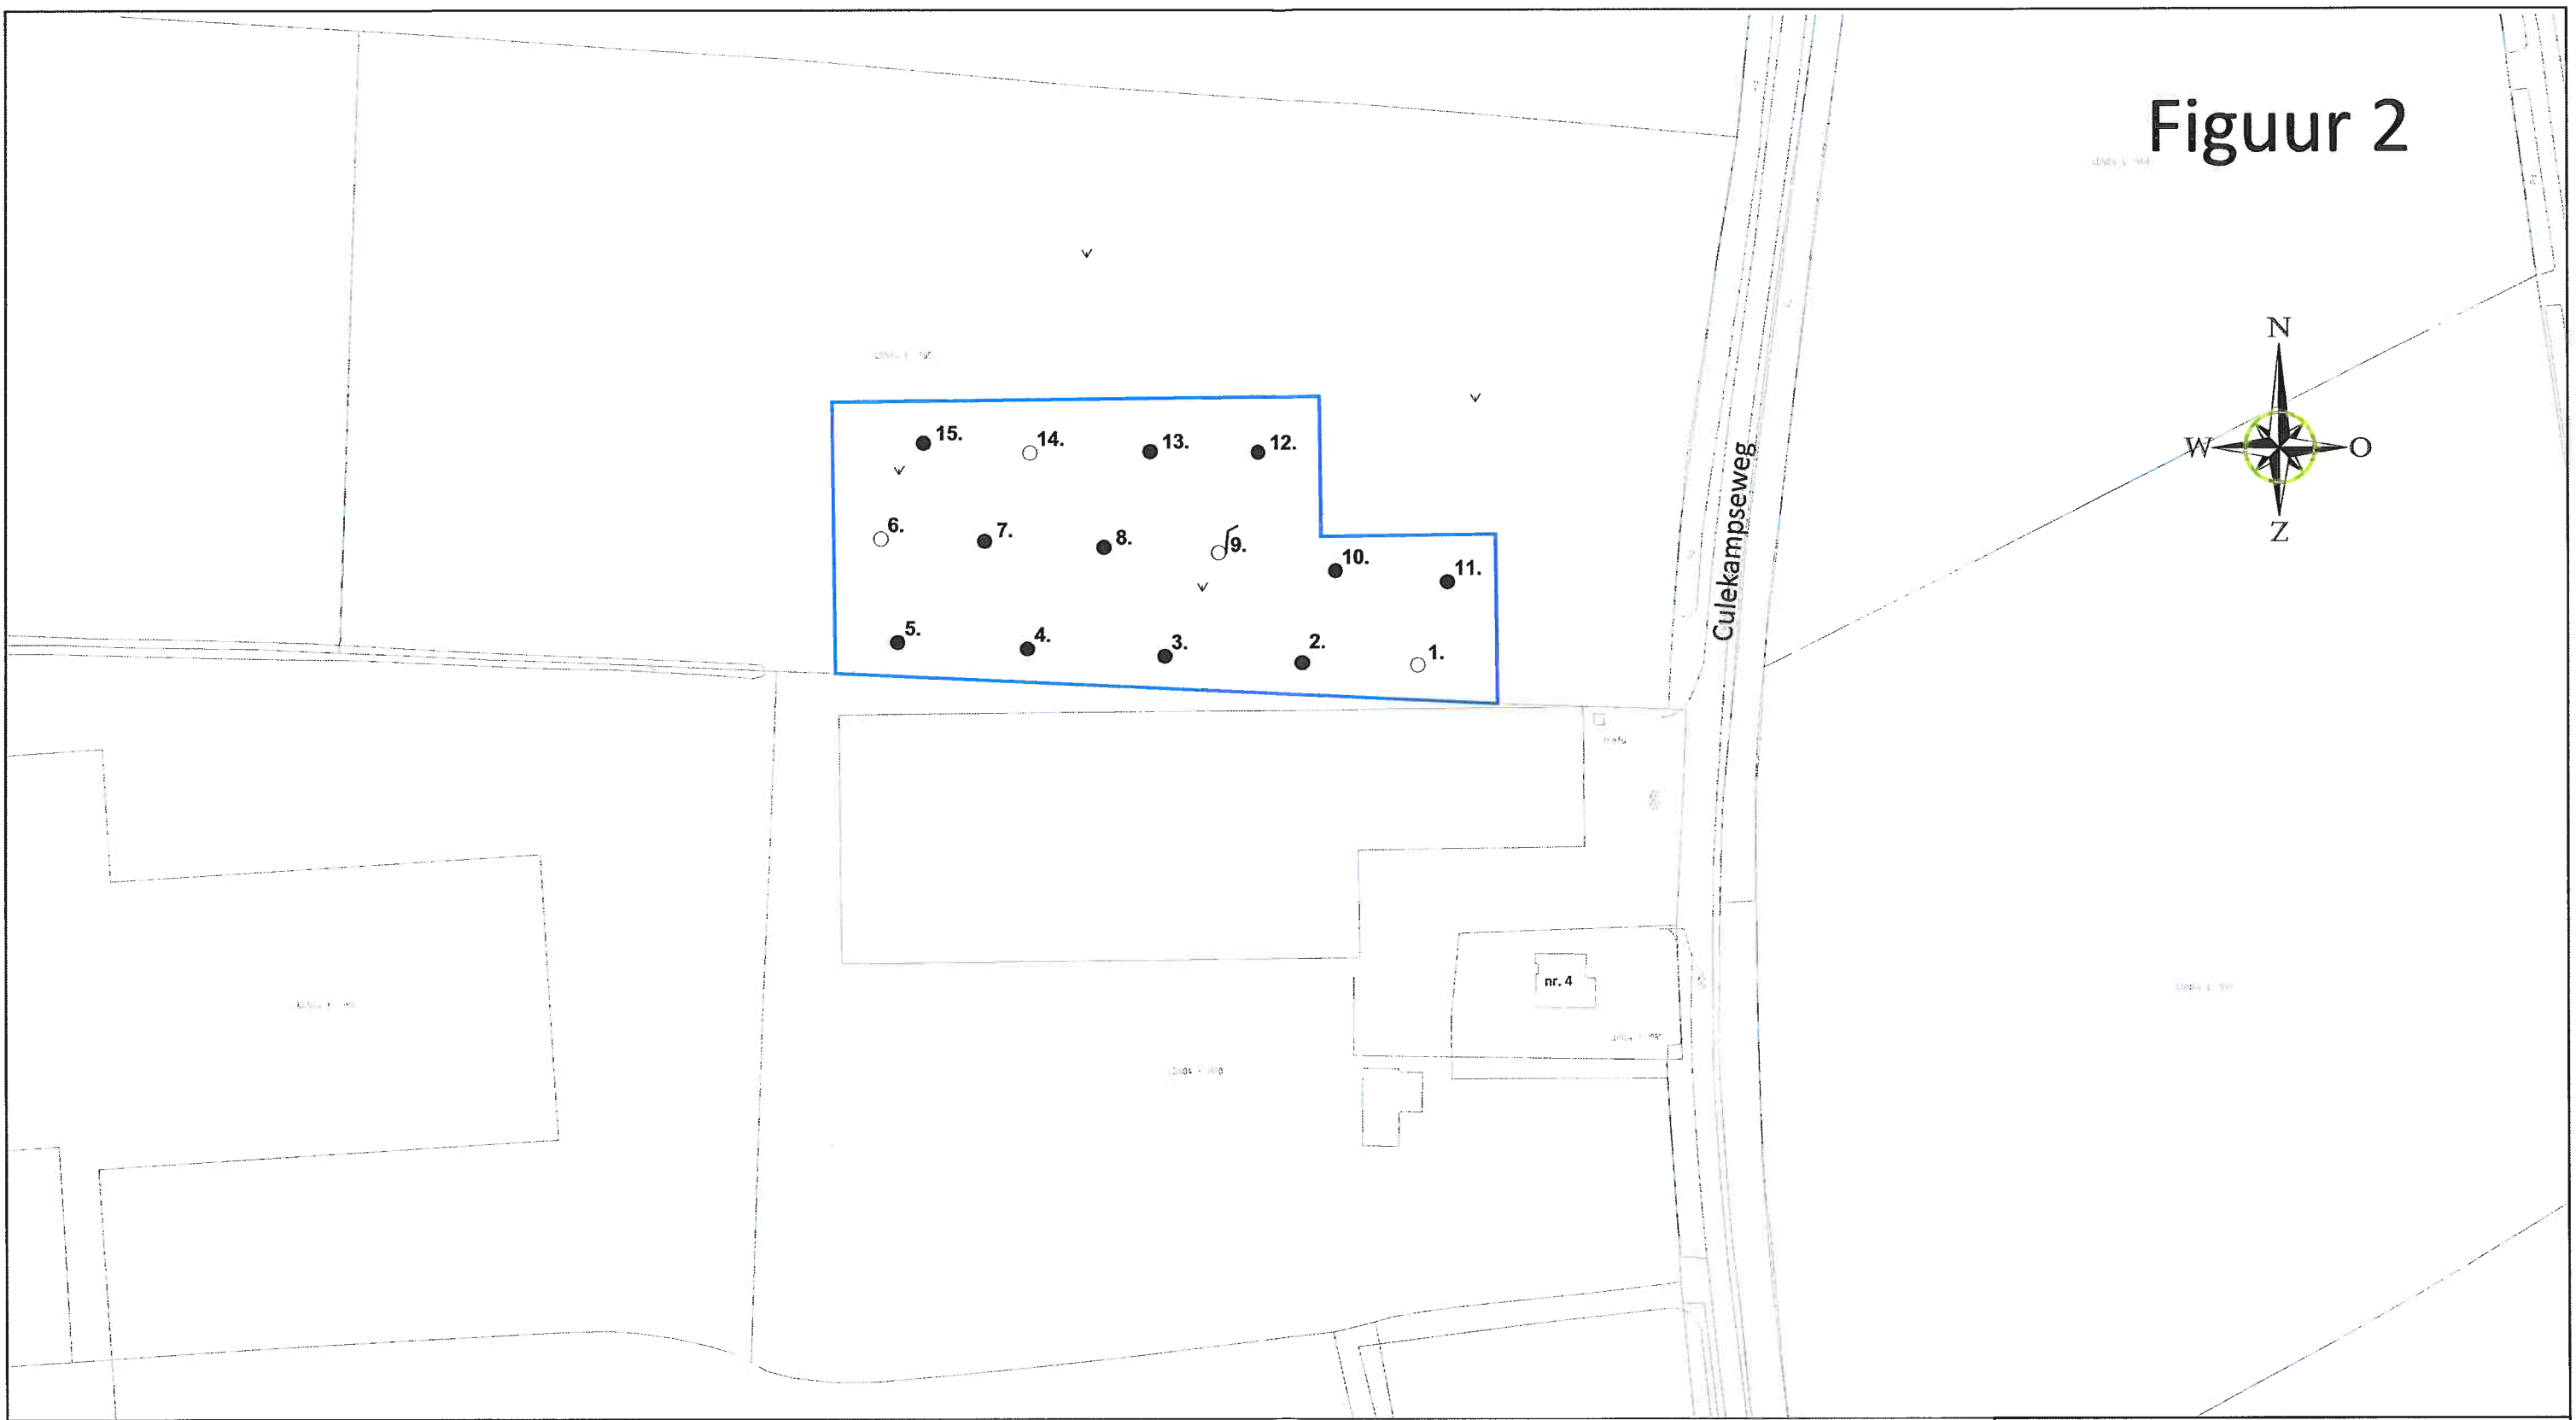 Figuur 2
N
W
O
Z
15.
14.
13.
12.
6.
7.
8.
9.
10.
11.
5.
4.
3.
2.
1.
Culekampseweg
nr. 4